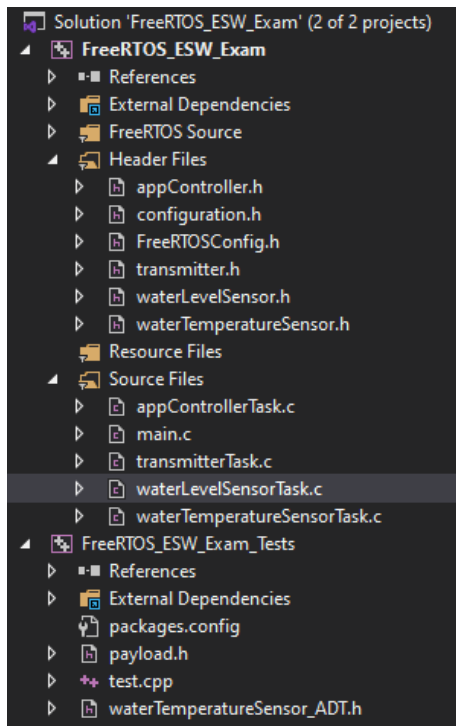 Solution 'FreeRTOS_ESW_Exam' (2 of 2 projects)
FreeRTOS_ESW_Exam
References
External Dependencies
FreeRTOS Source
Header Files
appController.h
configuration.h
FreeRTOSConfig.h
transmitter.h
waterLevelSensor.h
waterTemperatureSensor.h
Resource Files
Source Files
appControllerTask.c
main.c
transmitterTask.c
waterLevelSensorTask.c
waterTemperatureSensorTask.c
FreeRTOS_ESW_Exam_Tests
References
External Dependencies
packages.config
payload.h
test.cpp
waterTemperatureSensor_ADT.h